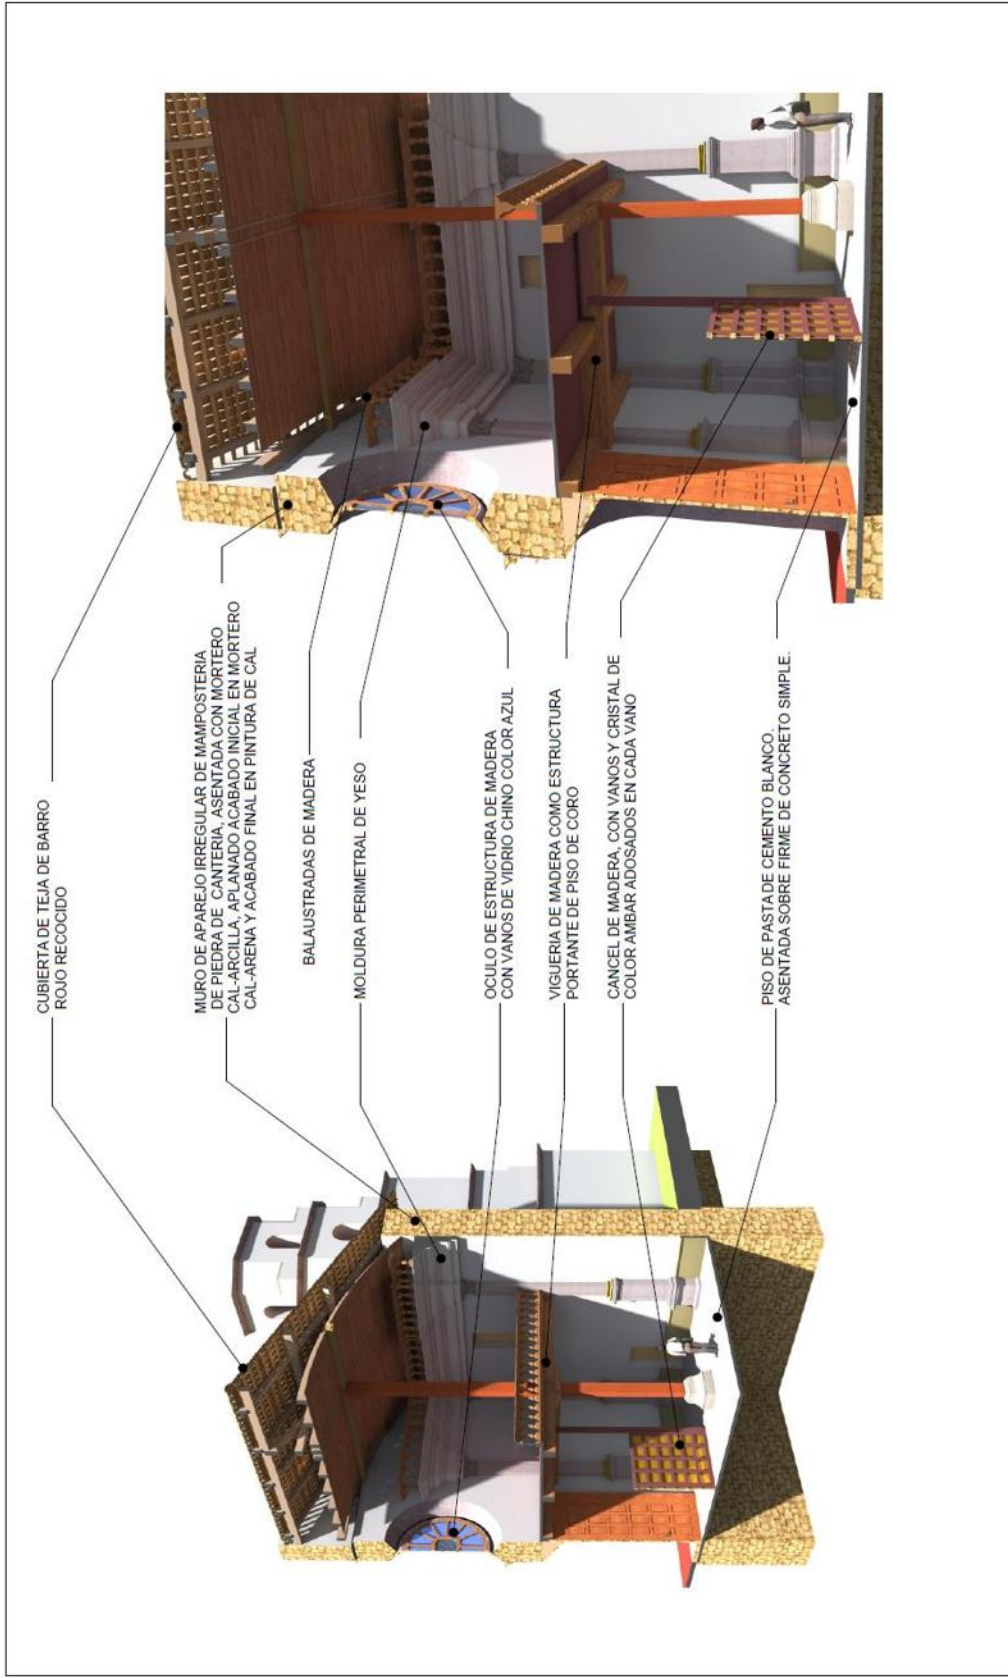 CUBIERTA DE TEJA DE BARRO
ROJO RECOCIDO
MURO DE APAREJO IRREGULAR DE MAMPOSTERIA
DE PIEDRA DE CANTERIA, ASENTADA CON MORTERO
CAL-ARCILLA, APLANADO ACABADO INICIAL EN MORTERO
CAL-ARENA Y ACABADO FINAL EN PINTURA DE CAL
BALAUSTRADAS DE MADERA
MOLDURA PERIMETRAL DE YESO
OCULO DE ESTRUCTURA DE MADERA
CON VANOS DE VIDRIO CHINO COLOR AZUL
VIGUERIA DE MADERA COMO ESTRUCTURA
PORTANTE DE PISO DE CORO
CANCEL DE MADERA, CON VANOS Y CRISTAL DE
COLOR AMBAR ADOSADOS EN CADA VANO
PISO DE PASTA DE CEMENTO BLANCO,
ASENTADA SOBRE FIRME DE CONCRETO SIMPLE.